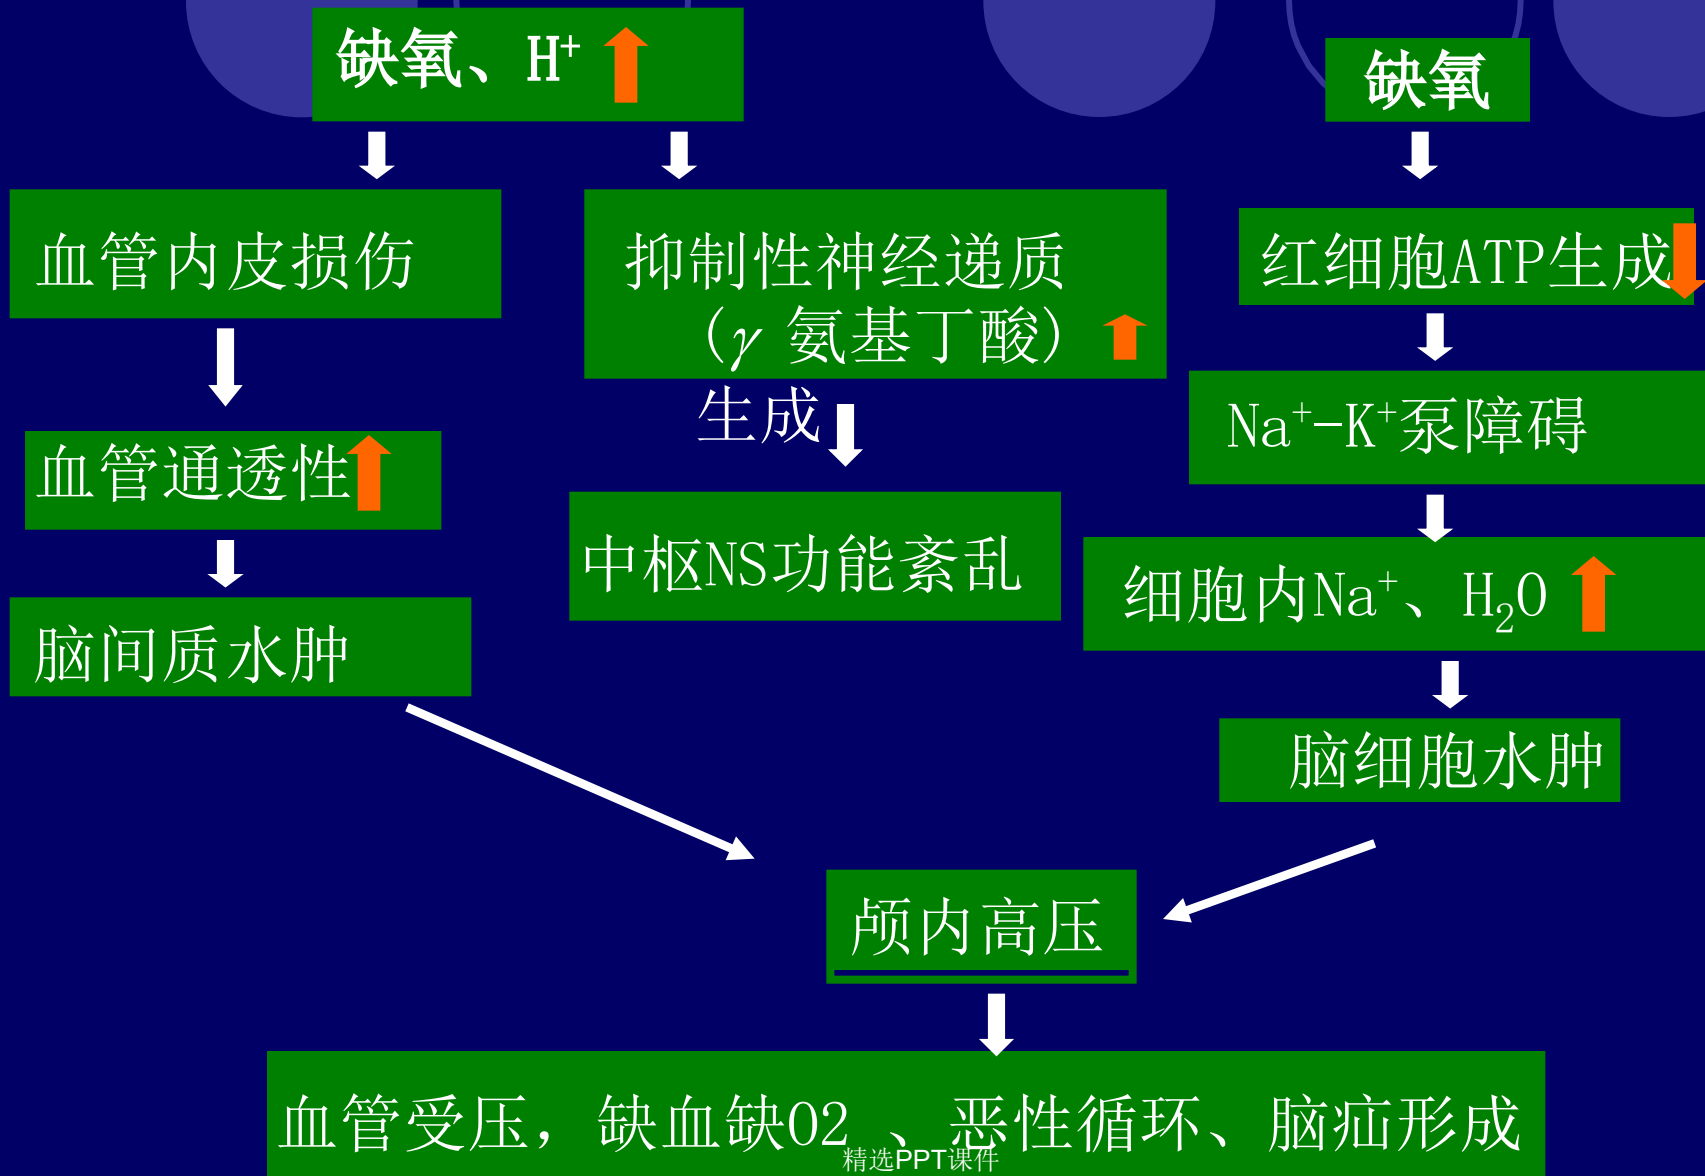 缺氧、H⁺
缺氧
血管内皮损伤
抑制性神经递质
（γ 氨基丁酸）
生成
红细胞ATP生成
血管通透性
Na⁺-K⁺泵障碍
中枢NS功能紊乱
细胞内Na⁺、H₂O
脑间质水肿
脑细胞水肿
颅内高压
血管受压，缺血缺O2 、恶性循环、脑疝形成
精选PPT课件